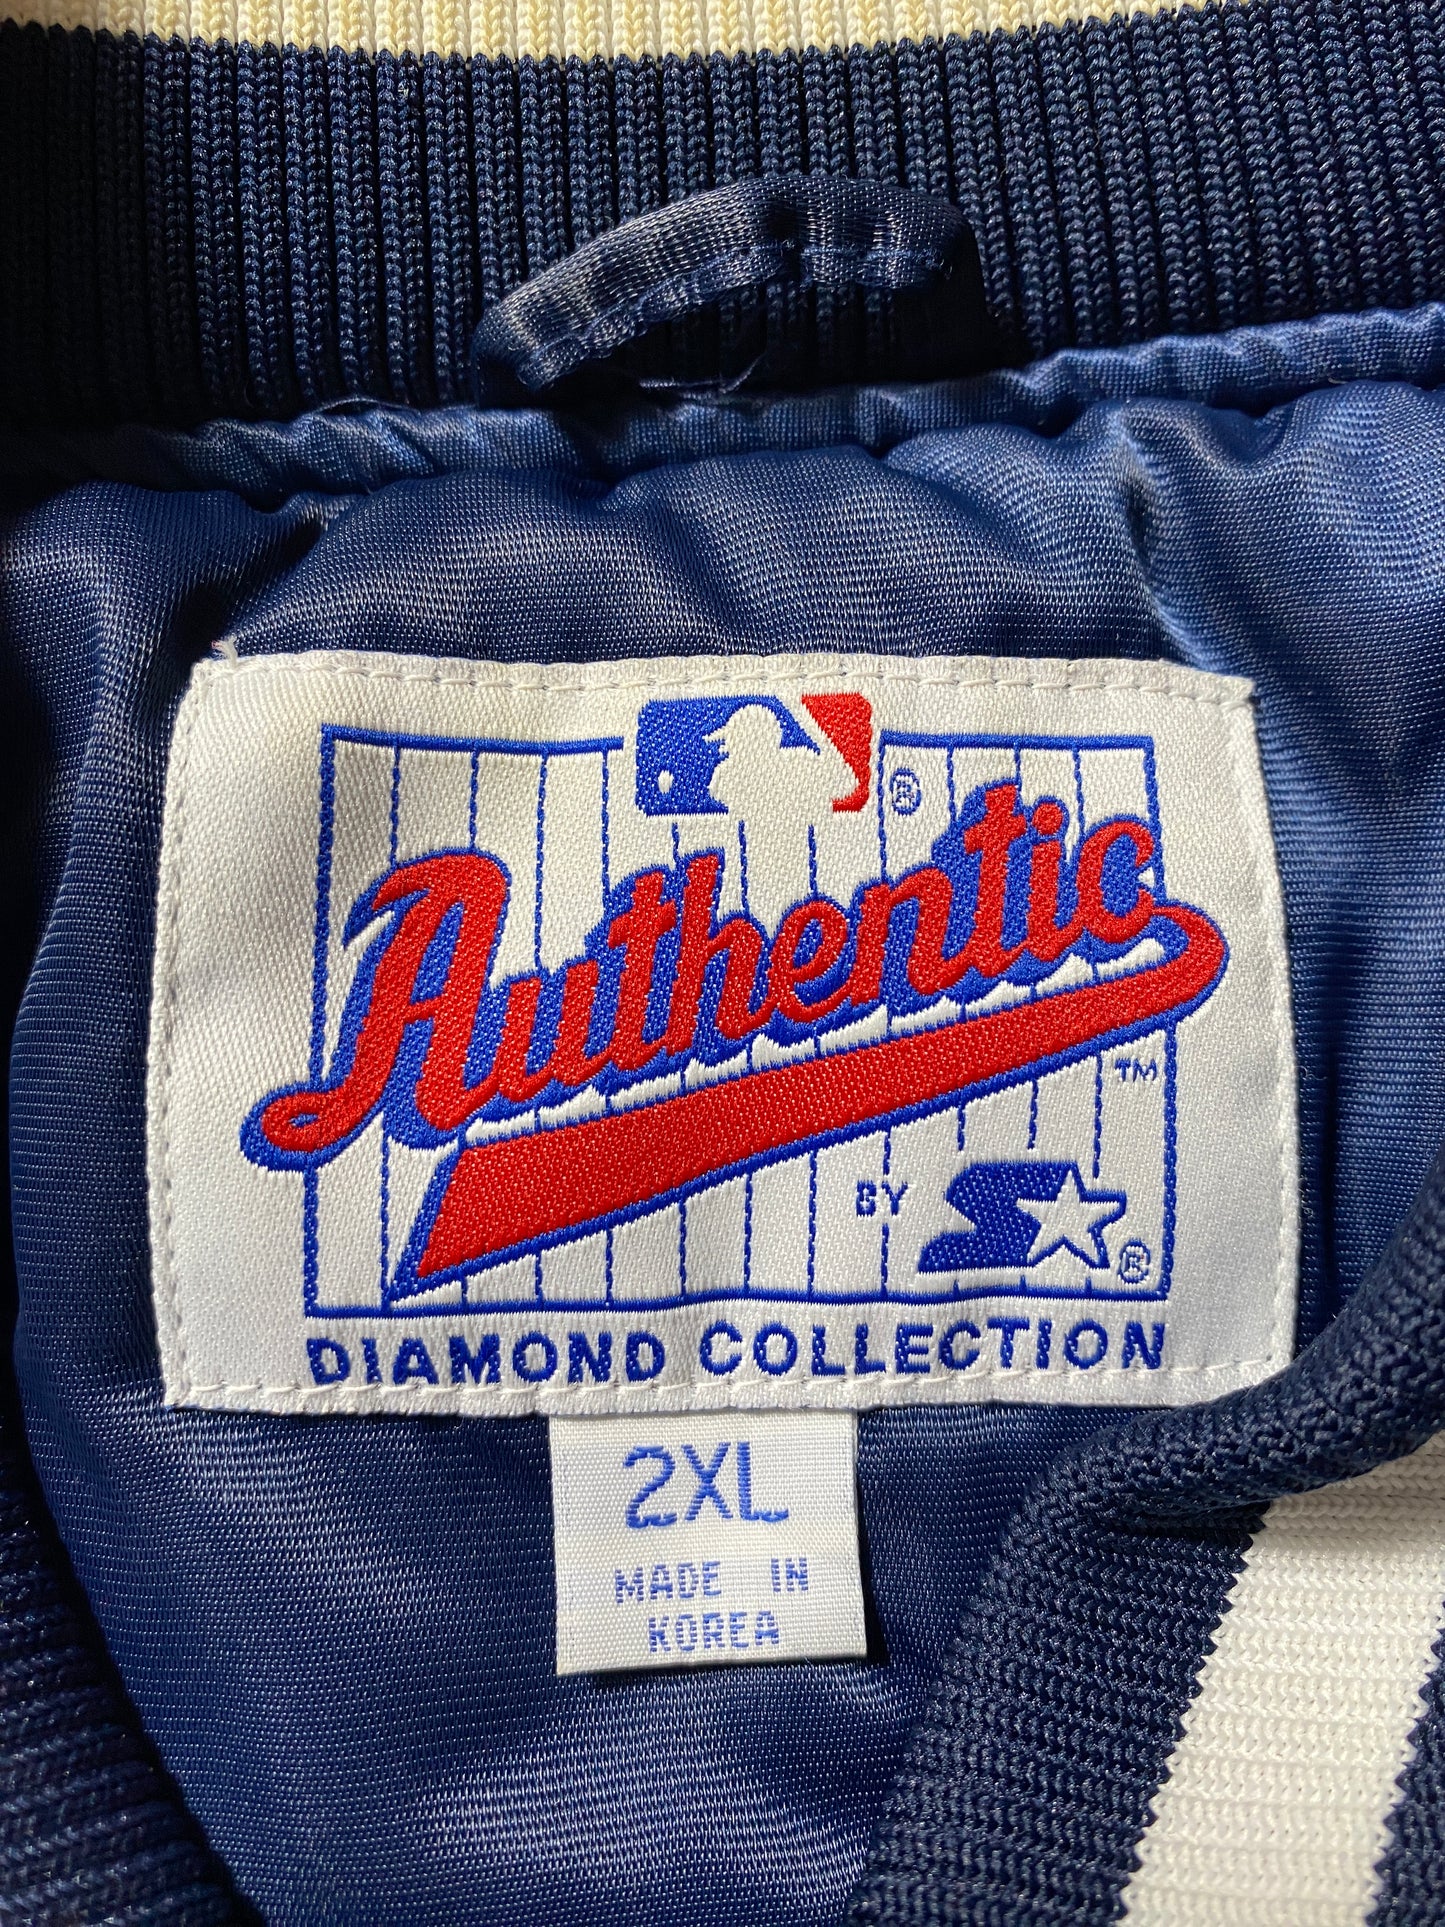 ®
Authentic
TM
BY
®
DIAMOND COLLECTION
2XL
MADE IN
KOREA